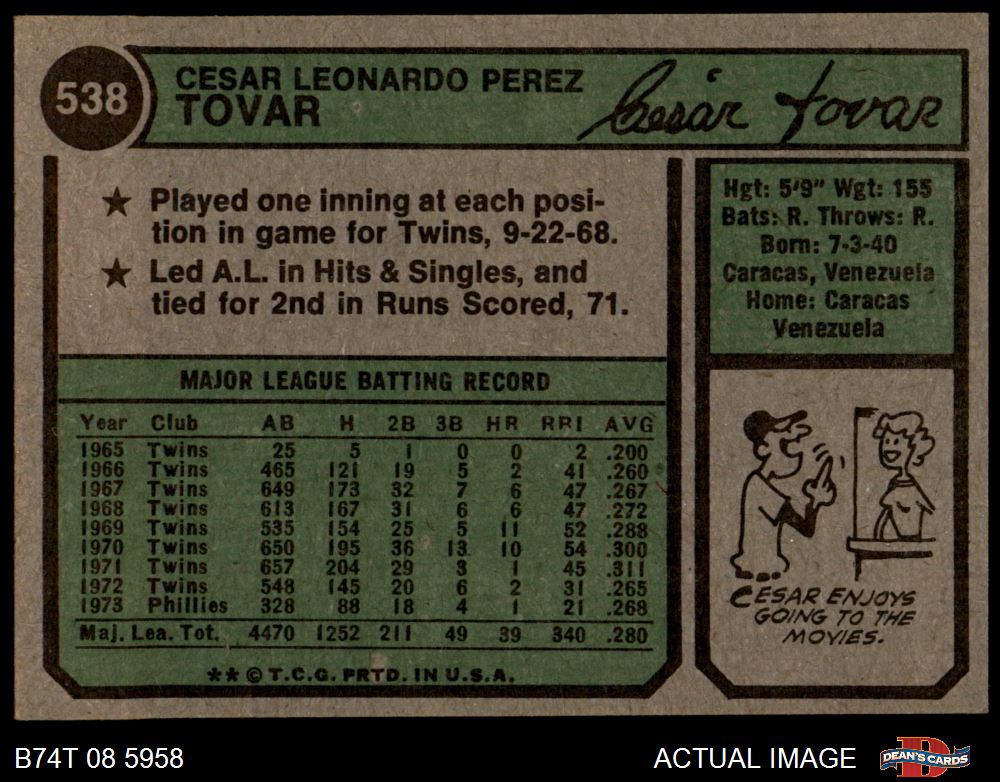 538
CESAR LEONARDO PEREZ
TOVAR
Cesár Tovar
★ Played one inning at each posi-
tion in game for Twins, 9-22-68.
★ Led A.L. in Hits & Singles, and
tied for 2nd in Runs Scored, 71.
Hgt: 5'9" Wgt: 155
Bats: R. Throws: R.
Born: 7-3-40
Caracas, Venezuela
Home: Caracas
Venezuela
MAJOR LEAGUE BATTING RECORD
Year Club AB H 2B 3B HR RBI AVG
1965 Twins 25 5 1 0 0 2 .200
1966 Twins 465 121 19 5 2 41 .260
1967 Twins 649 173 32 7 6 47 .267
1968 Twins 613 167 31 6 6 47 .272
1969 Twins 535 154 25 5 11 52 .288
1970 Twins 650 195 36 13 10 54 .300
1971 Twins 657 204 29 3 1 45 .311
1972 Twins 548 145 20 6 2 31 .265
1973 Phillies 328 88 18 4 1 21 .268
Maj. Lea. Tot. 4470 1252 211 49 39 340 .280
** © T.C.G. PRTD. IN U.S.A.
CESAR ENJOYS
GOING TO THE
MOVIES.
B74T 08 5958
ACTUAL IMAGE
DEAN'S CARDS